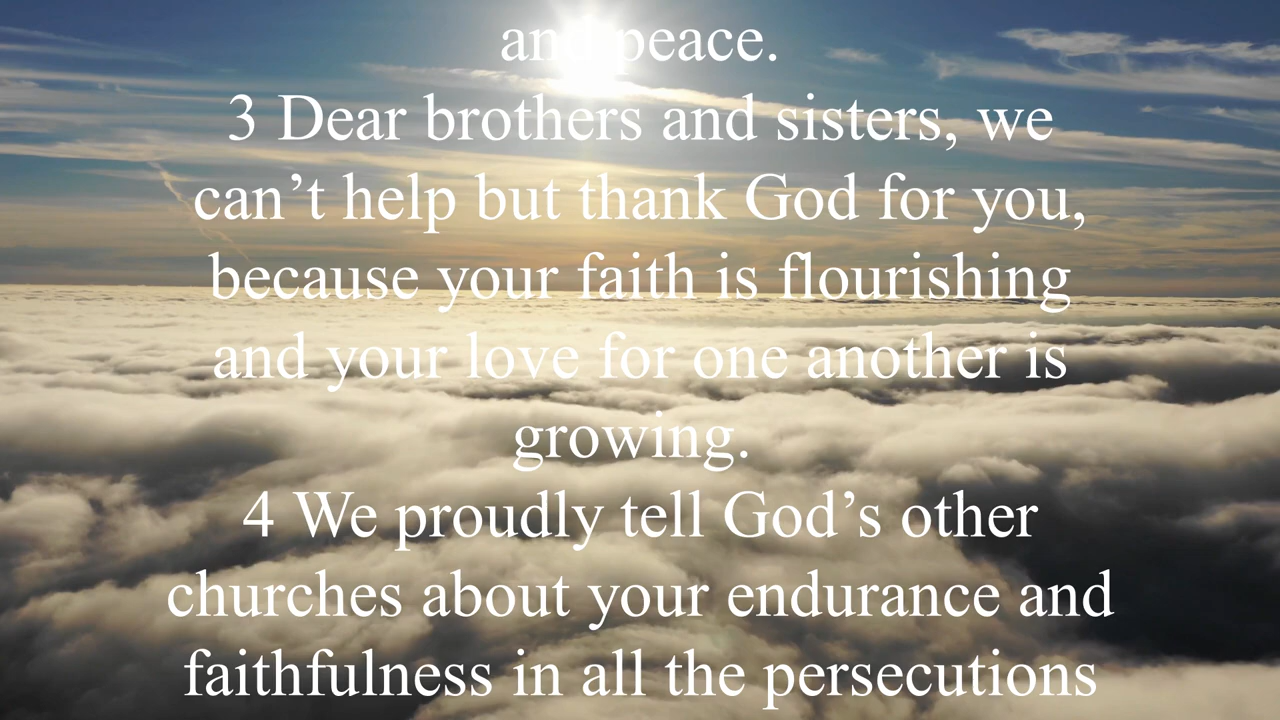 and peace.
3 Dear brothers and sisters, we
can’t help but thank God for you,
because your faith is flourishing
and your love for one another is
growing.
4 We proudly tell God’s other
churches about your endurance and
faithfulness in all the persecutions